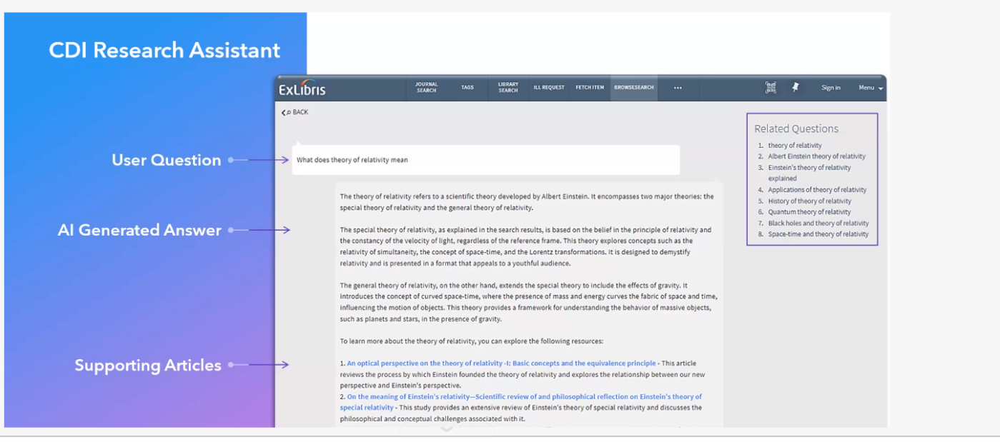 CDI Research Assistant
ExLibris
JOURNAL SEARCH
TAGS
LIBRARY SEARCH
ILL REQUEST
FETCH ITEM
BROWSESEARCH
...
Sign in
Menu
BACK
User Question
What does theory of relativity mean
Related Questions
1. theory of relativity
2. Albert Einstein theory of relativity
3. Einstein's theory of relativity
explained
4. Applications of theory of relativity
5. History of theory of relativity
6. Quantum theory of relativity
7. Black holes and theory of relativity
8. Space-time and theory of relativity
AI Generated Answer
The theory of relativity refers to a scientific theory developed by Albert Einstein. It encompasses two major theories: the
special theory of relativity and the general theory of relativity.
The special theory of relativity, as explained in the search results, is based on the belief in the principle of relativity and
the constancy of the velocity of light, regardless of the reference frame. This theory explores concepts such as the
relativity of simultaneity, the concept of space-time, and the Lorentz transformations. It is designed to demystify
relativity and is presented in a format that appeals to a youthful audience.
The general theory of relativity, on the other hand, extends the special theory to include the effects of gravity. It
introduces the concept of curved space-time, where the presence of mass and energy curves the fabric of space and time,
influencing the motion of objects. This theory provides a framework for understanding the behavior of massive objects,
such as planets and stars, in the presence of gravity.
To learn more about the theory of relativity, you can explore the following resources:
Supporting Articles
1. An optical perspective on the theory of relativity -I: Basic concepts and the equivalence principle - This article
reviews the process by which Einstein founded the theory of relativity and explores the relationship between our new
perspective and Einstein's perspective.
2. On the meaning of Einstein's relativity—Scientific review of and philosophical reflection on Einstein's theory of
special relativity - This study provides an extensive review of Einstein's theory of special relativity and discusses the
philosophical and conceptual challenges associated with it.